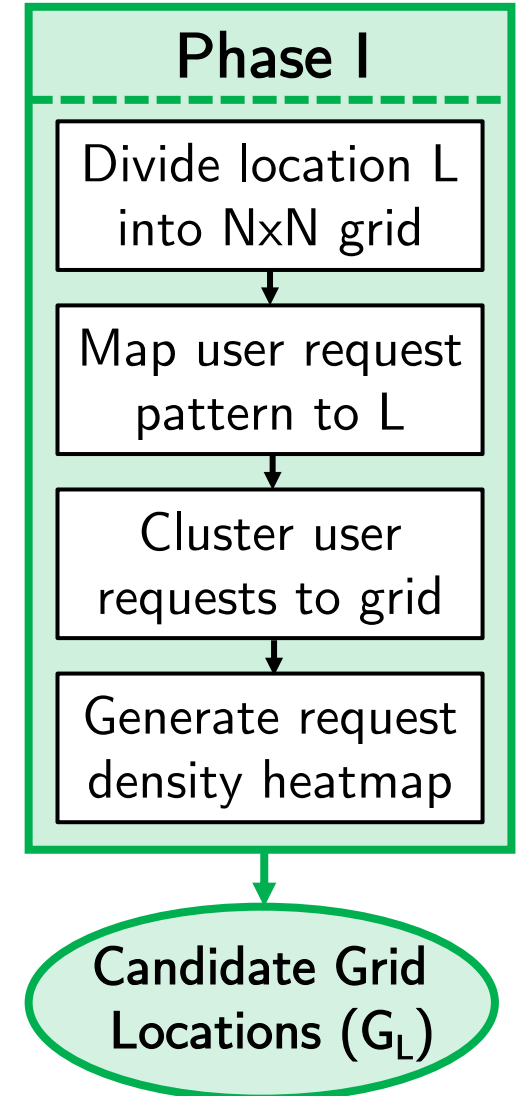 Phase I
Divide location L
into NxN grid
Map user request
pattern to L
Cluster user
requests to grid
Generate request
density heatmap
Candidate Grid
Locations (G_L)